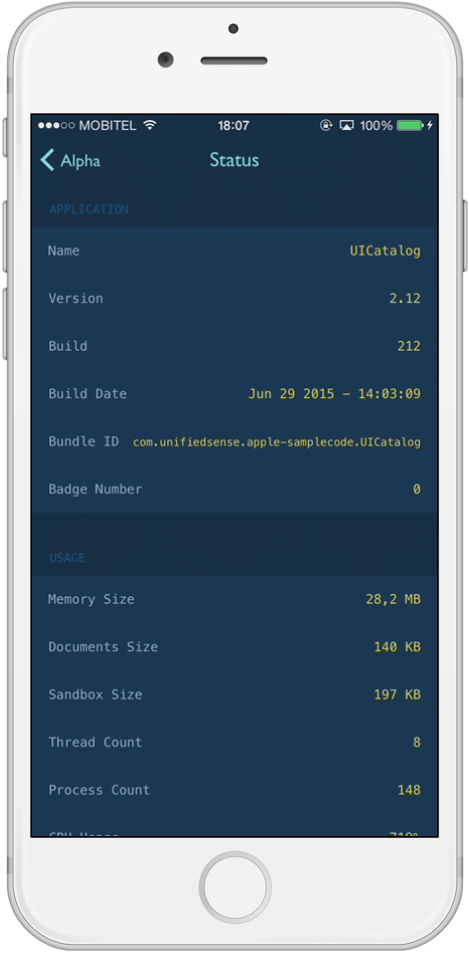 MOBITEL 18:07 100%
Alpha Status
APPLICATION
Name UICatalog
Version 2.12
Build 212
Build Date Jun 29 2015 – 14:03:09
Bundle ID com.unifiedsense.apple-samplecode.UICatalog
Badge Number 0
USAGE
Memory Size 28,2 MB
Documents Size 140 KB
Sandbox Size 197 KB
Thread Count 8
Process Count 148
CPU Usage